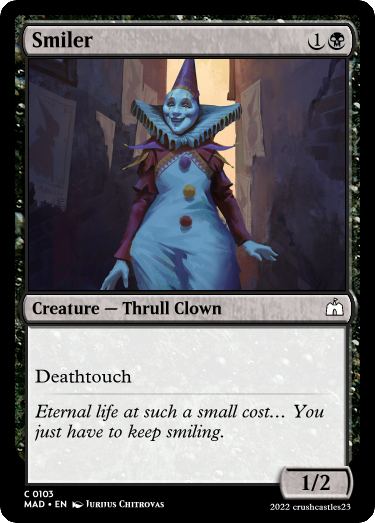 Smiler 1
Creature — Thrull Clown
Deathtouch
Eternal life at such a small cost… You
just have to keep smiling.
1/2
C 0103
MAD • EN Jurijus Chitrovas
2022 crushcastles23